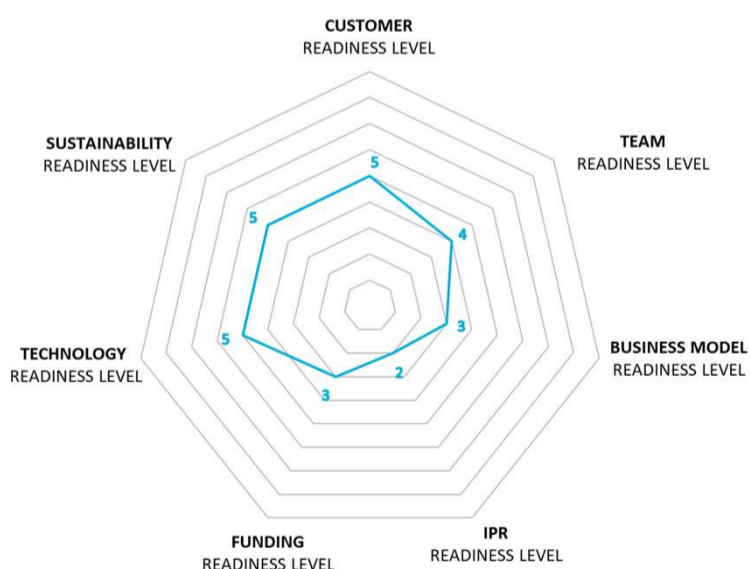 CUSTOMER
READINESS LEVEL
SUSTAINABILITY
READINESS LEVEL
TEAM
READINESS LEVEL
5
5
4
5
3
TECHNOLOGY
READINESS LEVEL
BUSINESS MODEL
READINESS LEVEL
2
3
FUNDING
READINESS LEVEL
IPR
READINESS LEVEL